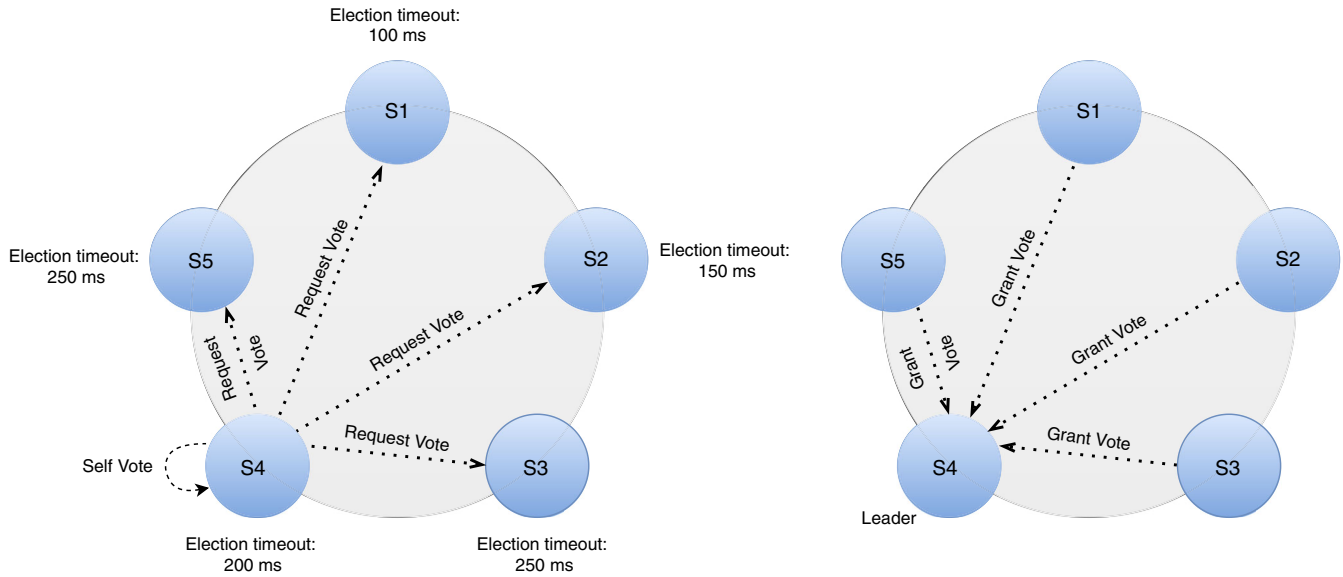 Election timeout:
100 ms
S1
Request Vote
S5
Election timeout:
250 ms
S2
Election timeout:
150 ms
Request Vote
Request
Vote
Request Vote
Self Vote
S4
S3
Election timeout:
200 ms
Election timeout:
250 ms
S1
Grant Vote
S5
S2
Grant Vote
Grant
Vote
Grant Vote
S4
S3
Leader